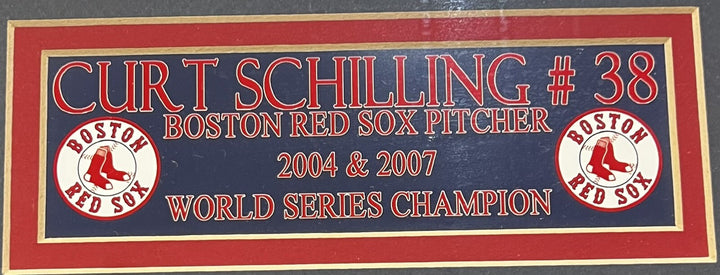 CURT SCHILLING # 38
BOSTON RED SOX PITCHER
2004 & 2007
WORLD SERIES CHAMPION
BOSTON
RED SOX
BOSTON
RED SOX